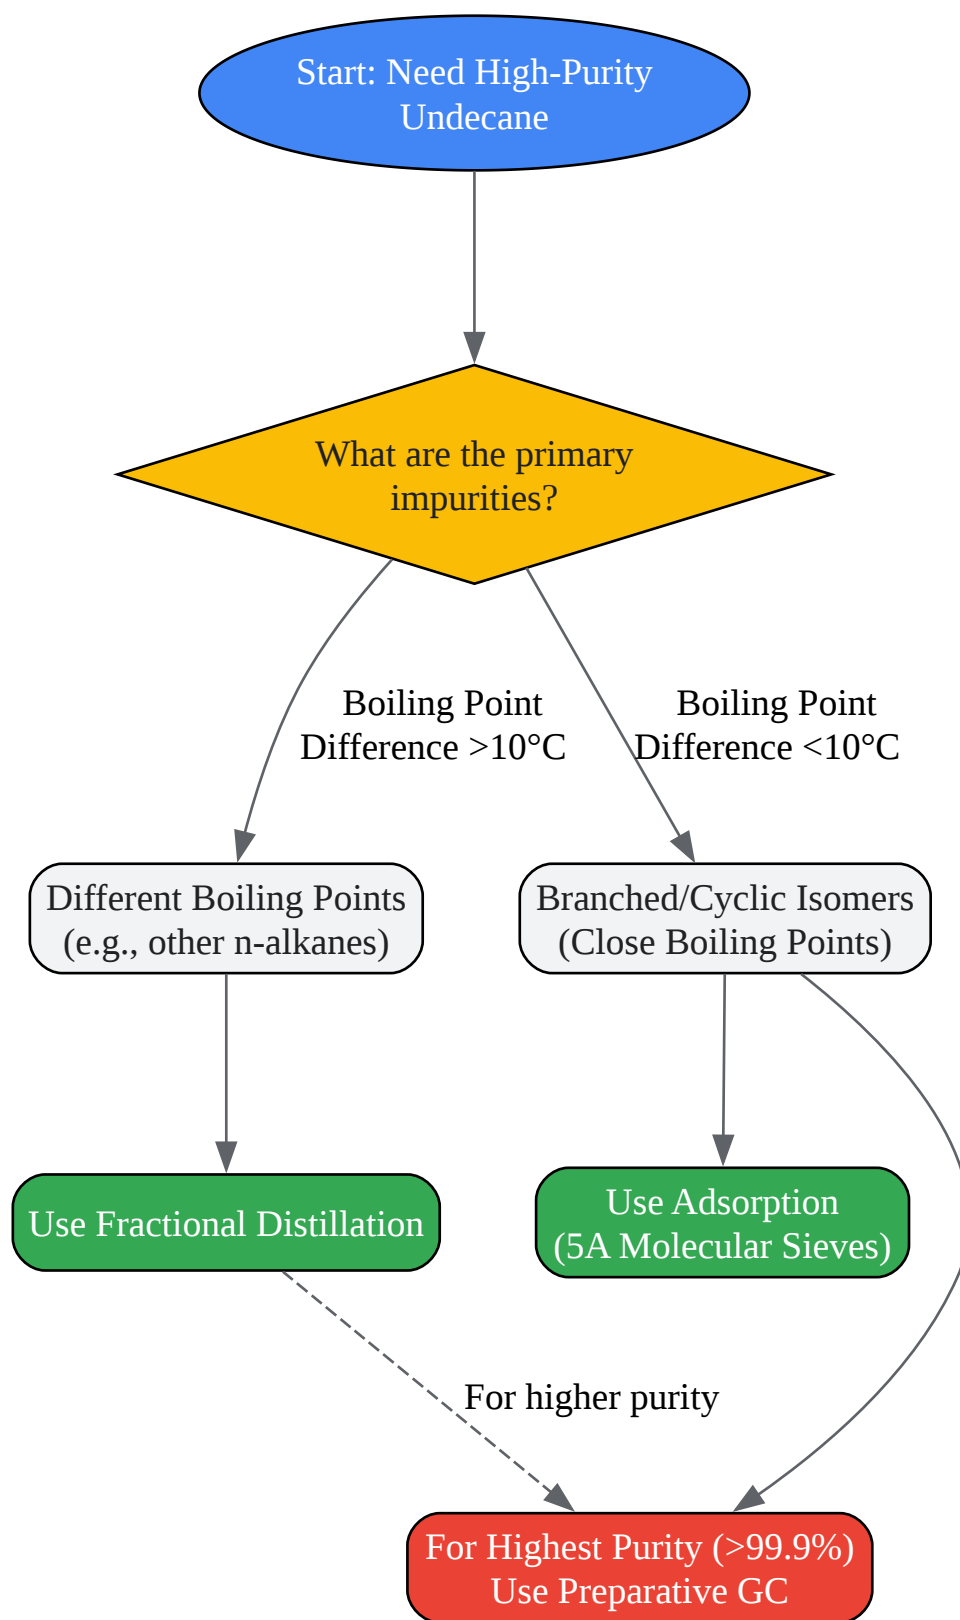 Start: Need High-Purity
Undecane
What are the primary
impurities?
Boiling Point
Difference >10°C
Boiling Point
Difference <10°C
Different Boiling Points
(e.g., other n-alkanes)
Branched/Cyclic Isomers
(Close Boiling Points)
Use Fractional Distillation
Use Adsorption
(5A Molecular Sieves)
For higher purity
For Highest Purity (>99.9%)
Use Preparative GC